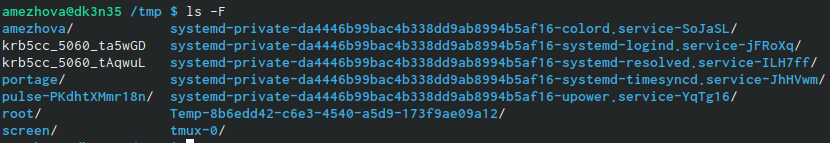 amezhova@dk3n35 /tmp $ ls -F
amezhova/ systemd-private-da4446b99bac4b338dd9ab8994b5af16-colord.service-SoJaSL/
krb5cc_5060_ta5wGD systemd-private-da4446b99bac4b338dd9ab8994b5af16-systemd-logind.service-jFRoXq/
krb5cc_5060_tAqwuL systemd-private-da4446b99bac4b338dd9ab8994b5af16-systemd-resolved.service-ILH7ff/
portage/ systemd-private-da4446b99bac4b338dd9ab8994b5af16-systemd-timesyncd.service-JhHVwm/
pulse-PKdhtXMmr18n/ systemd-private-da4446b99bac4b338dd9ab8994b5af16-upower.service-YqTg16/
root/ Temp-8b6edd42-c6e3-4540-a5d9-173f9ae09a12/
screen/ tmux-0/